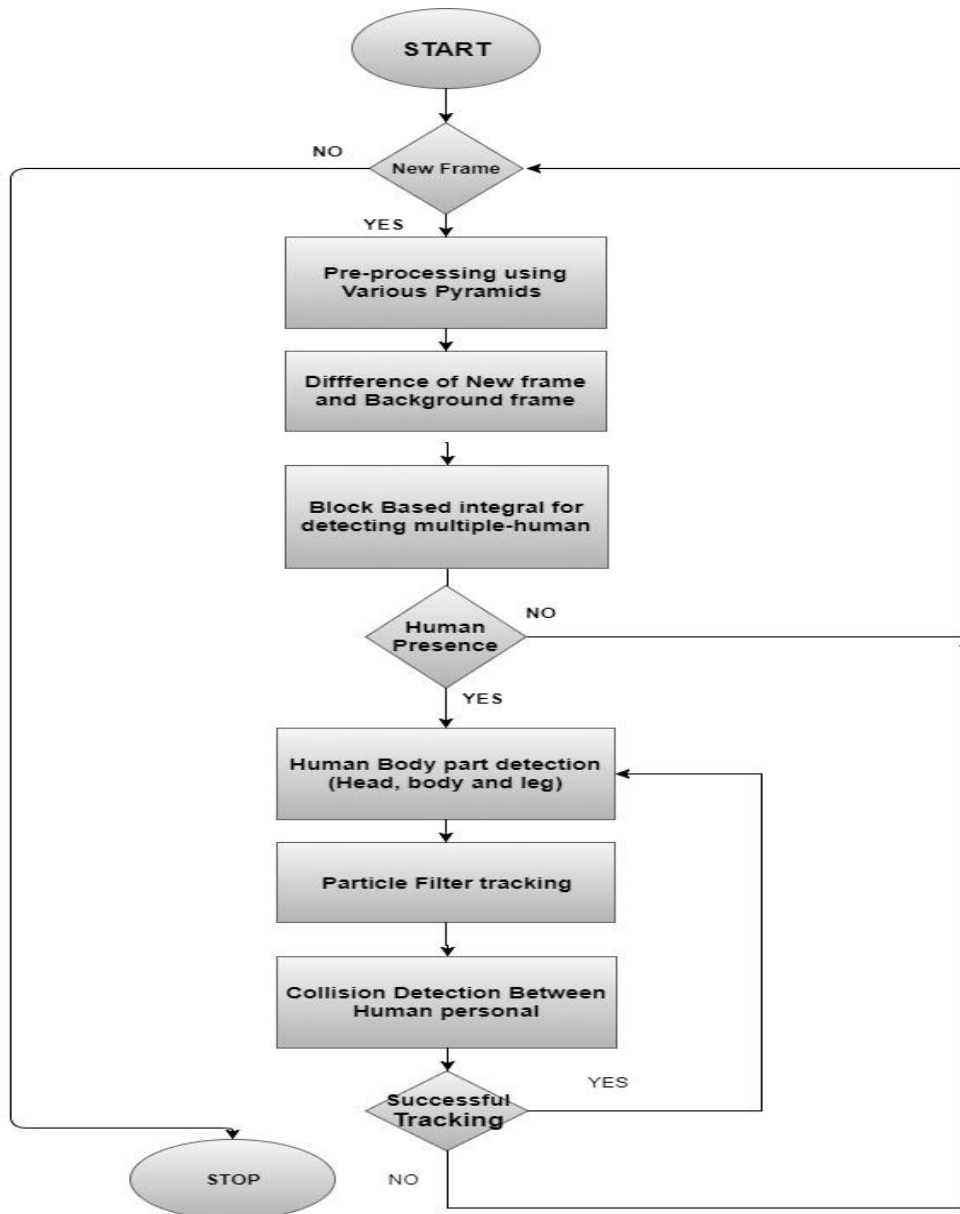 START
NO
New Frame
YES
Pre-processing using
Various Pyramids
Diffference of New frame
and Background frame
Block Based integral for
detecting multiple-human
NO
Human
Presence
YES
Human Body part detection
(Head, body and leg)
Particle Filter tracking
Collision Detection Between
Human personal
YES
Successful
Tracking
STOP
NO